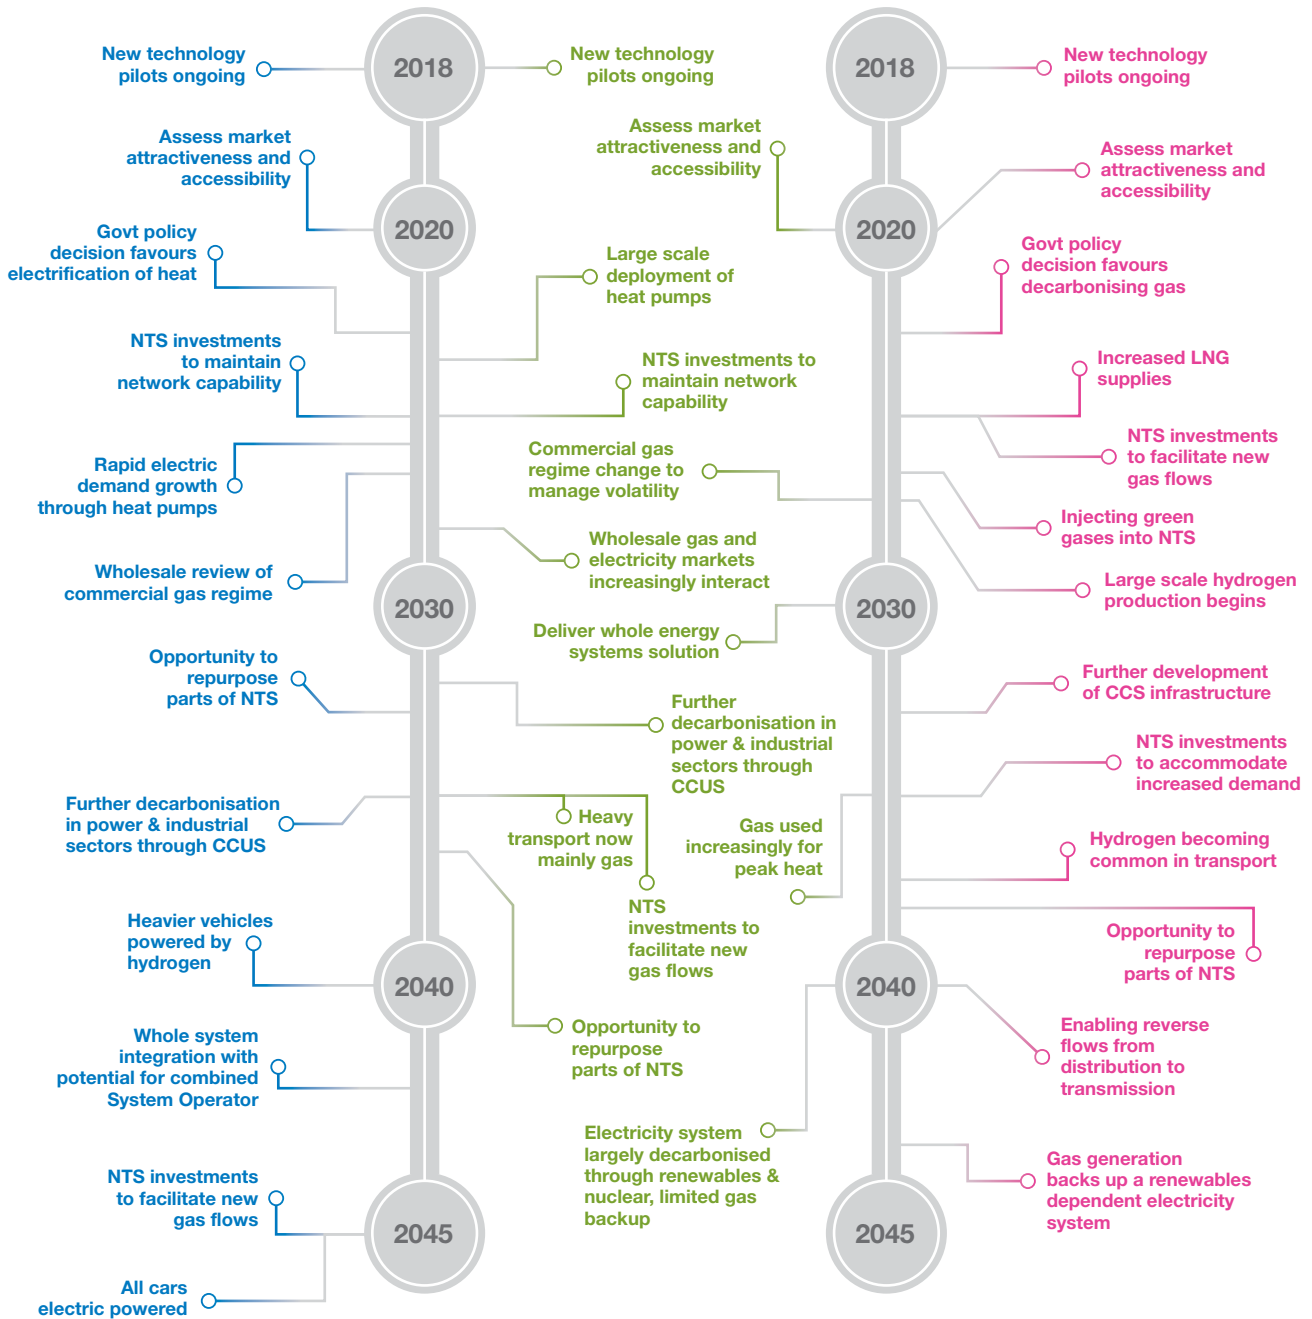 2018
2020
2030
2040
2045
New technology
pilots ongoing
Assess market
attractiveness and
accessibility
Govt policy
decision favours
electrification of heat
NTS investments
to maintain
network capability
Rapid electric
demand growth
through heat pumps
Wholesale review of
commercial gas regime
Opportunity to
repurpose
parts of NTS
Further decarbonisation
in power & industrial
sectors through CCUS
Heavier vehicles
powered by
hydrogen
Whole system
integration with
potential for combined
System Operator
NTS investments
to facilitate new
gas flows
All cars
electric powered
New technology
pilots ongoing
Assess market
attractiveness and
accessibility
Large scale
deployment of
heat pumps
NTS investments to
maintain network
capability
Commercial gas
regime change to
manage volatility
Wholesale gas and
electricity markets
increasingly interact
Deliver whole energy
systems solution
Further
decarbonisation in
power & industrial
sectors through
CCUS
Heavy
transport now
mainly gas
Gas used
increasingly for
peak heat
NTS
investments to
facilitate new
gas flows
Opportunity to
repurpose
parts of NTS
Electricity system
largely decarbonised
through renewables &
nuclear, limited gas
backup
2018
2020
2030
2040
2045
New technology
pilots ongoing
Assess market
attractiveness and
accessibility
Govt policy
decision favours
decarbonising gas
Increased LNG
supplies
NTS investments
to facilitate new
gas flows
Injecting green
gases into NTS
Large scale hydrogen
production begins
Further development
of CCS infrastructure
NTS investments
to accommodate
increased demand
Hydrogen becoming
common in transport
Opportunity to
repurpose
parts of NTS
Enabling reverse
flows from
distribution to
transmission
Gas generation
backs up a renewables
dependent electricity
system